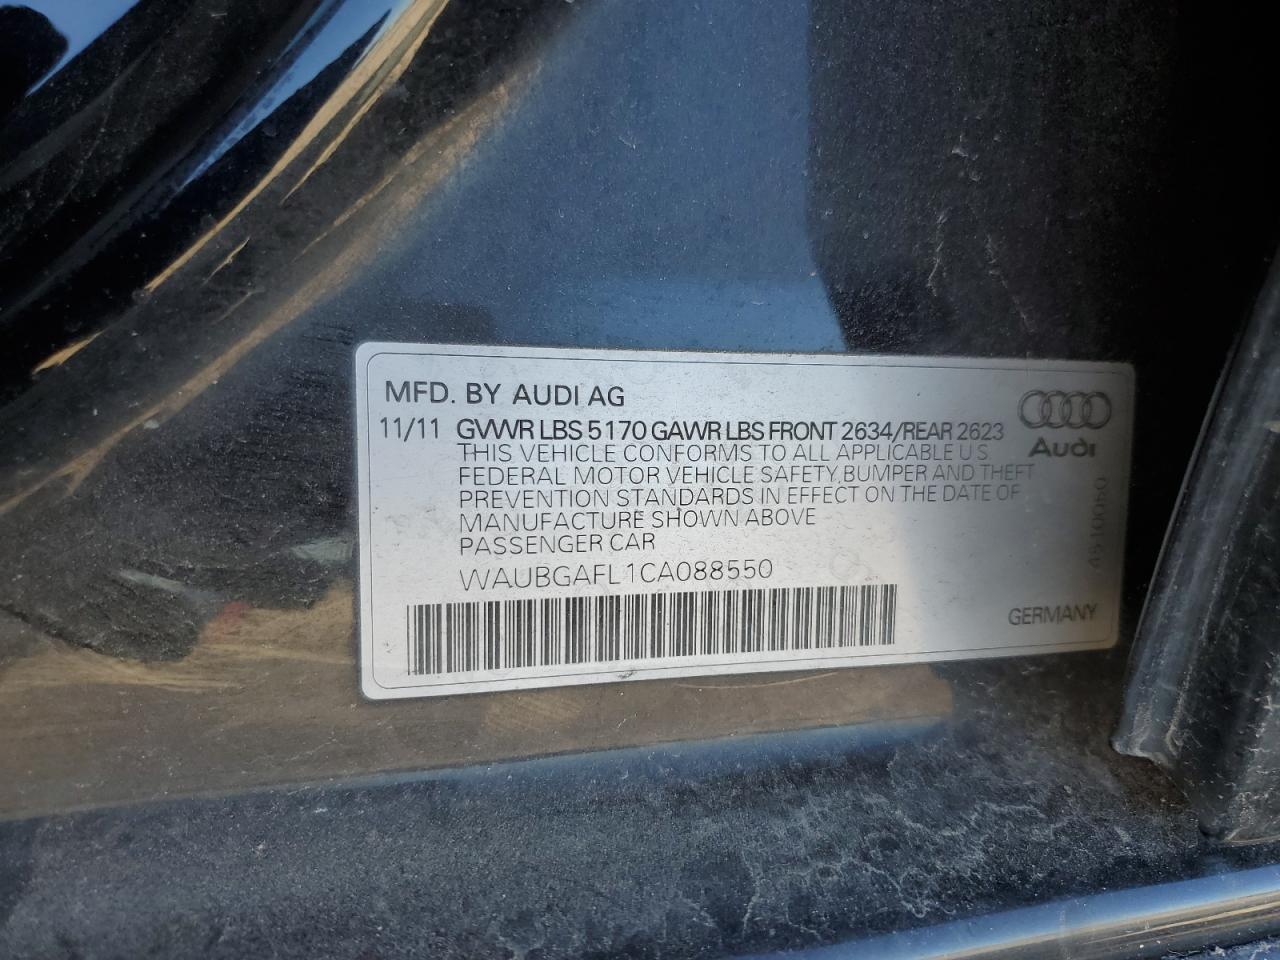 MFD. BY AUDI AG
11/11 GVWR LBS 5170 GAWR LBS FRONT 2634/REAR 2623
Audi
THIS VEHICLE CONFORMS TO ALL APPLICABLE U.S.
FEDERAL MOTOR VEHICLE SAFETY, BUMPER AND THEFT
PREVENTION STANDARDS IN EFFECT ON THE DATE OF
MANUFACTURE SHOWN ABOVE
PASSENGER CAR
WAUBGAFL1CA088550
GERMANY